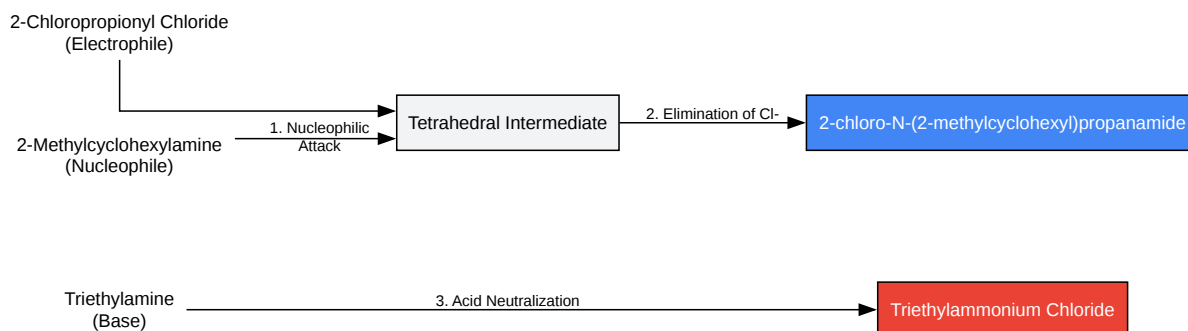 2-Chloropropionyl Chloride
(Electrophile)
2-Methylcyclohexylamine
(Nucleophile)
1. Nucleophilic
Attack
Tetrahedral Intermediate
2. Elimination of Cl-
2-chloro-N-(2-methylcyclohexyl)propanamide
Triethylamine
(Base)
3. Acid Neutralization
Triethylammonium Chloride